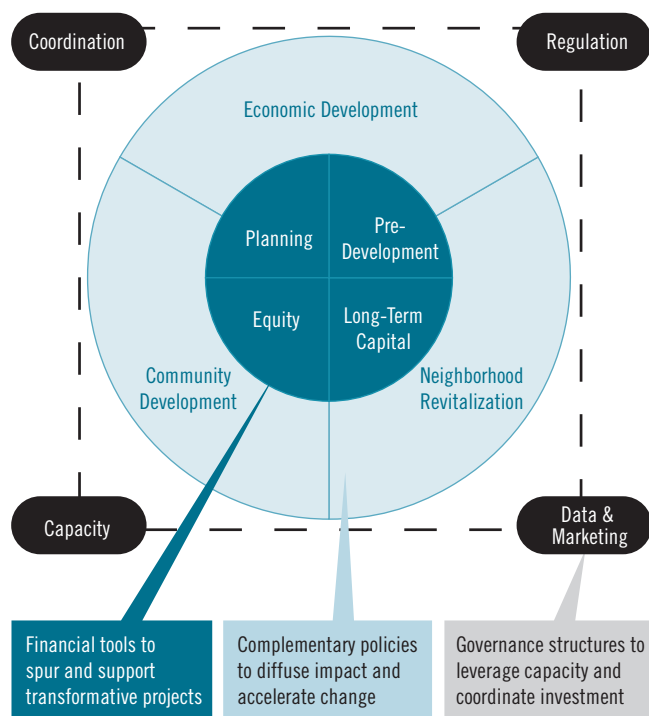 Coordination
Regulation
Economic Development
Planning
Pre-
Development
Equity
Long-Term
Capital
Community
Development
Neighborhood
Revitalization
Capacity
Data &
Marketing
Financial tools to
spur and support
transformative projects
Complementary policies
to diffuse impact and
accelerate change
Governance structures to
leverage capacity and
coordinate investment